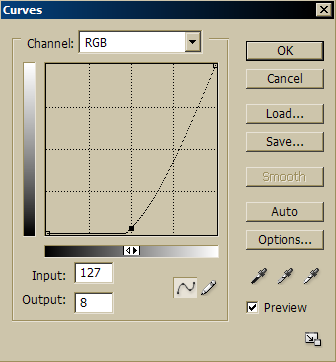 Curves
Channel: RGB
OK
Cancel
Load...
Save...
Smooth
Auto
Options...
Input: 127
Output: 8
Preview